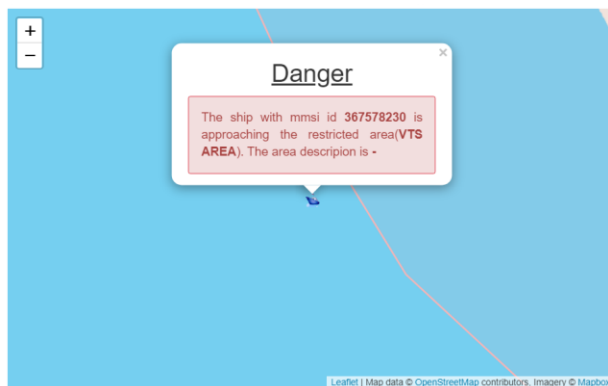 +
−
×
Danger
The ship with mmsi id 367578230 is
approaching the restricted area(VTS
AREA). The area descripion is -
Leaflet | Map data © OpenStreetMap contributors, Imagery © Mapbox